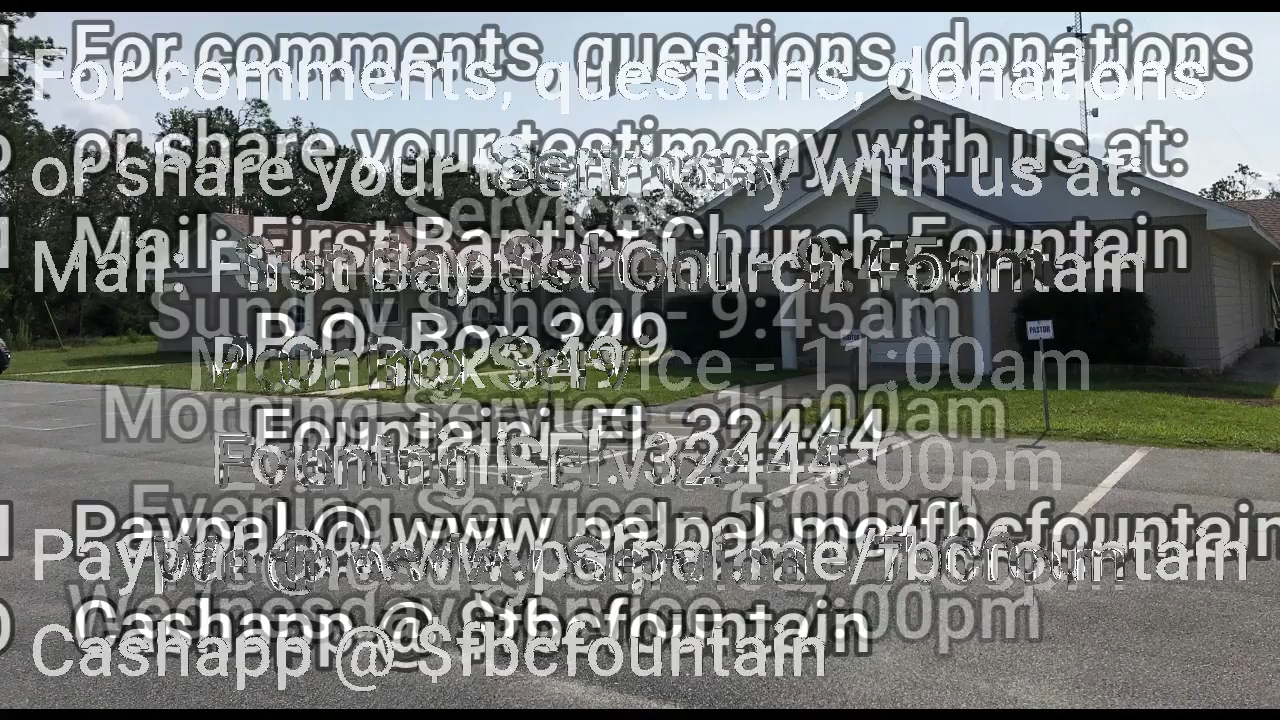 For comments, questions, donations
or share your testimony with us at:
Mail: First Baptist Church Fountain
P.O. Box 349
Fountain, Fl. 32444
Paypal @ www.paypal.me/fbcfountain
Cashapp @ $fbcfountain
Services
Sunday School - 9:45am
Morning Service - 11:00am
Evening Service - 5:00pm
Wednesday Service - 7:00pm
PASTOR